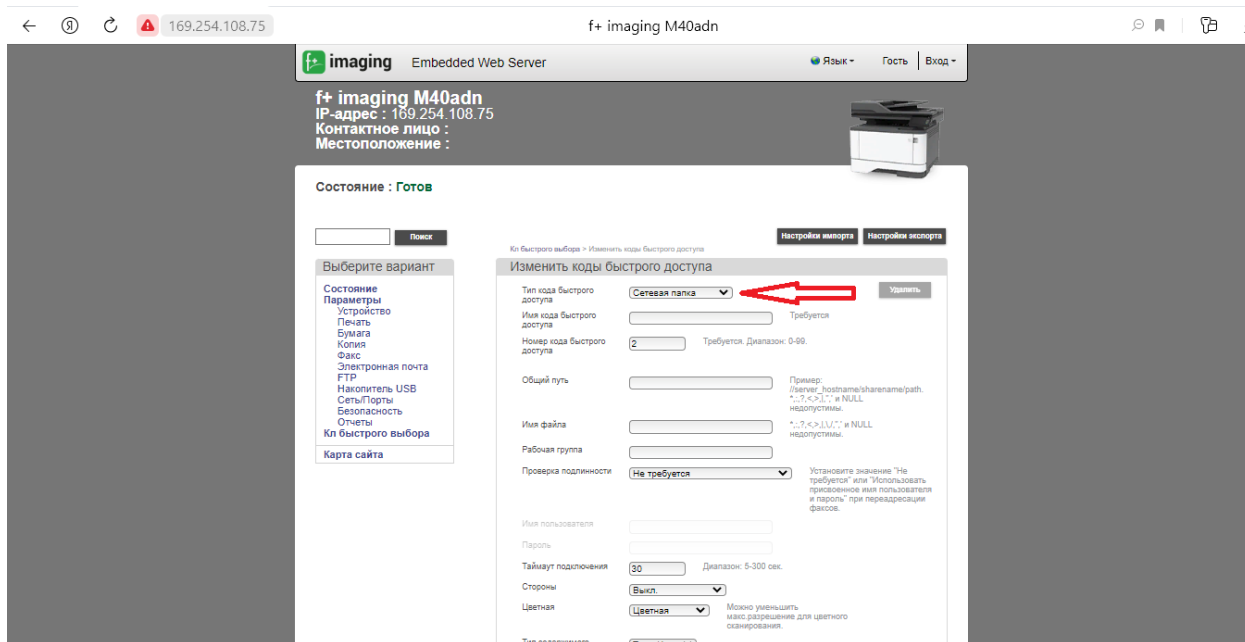 169.254.108.75
f+ imaging M40adn
f+ imaging Embedded Web Server
Язык
Гость
Вход
f+ imaging M40adn
IP-адрес : 169.254.108.75
Контактное лицо :
Местоположение :
Состояние : Готов
Поиск
Настройки импорта
Настройки экспорта
Кл быстрого выбора > Изменить коды быстрого доступа
Выберите вариант
Состояние
Параметры
Устройство
Печать
Бумага
Копия
Факс
Электронная почта
FTP
Накопитель USB
Сеть/Порты
Безопасность
Отчеты
Кл быстрого выбора
Карта сайта
Изменить коды быстрого доступа
Тип кода быстрого
доступа
Сетевая папка
Удалить
Имя кода быстрого
доступа
Требуется
Номер кода быстрого
доступа
2
Требуется. Диапазон: 0-99.
Общий путь
Пример:
//server_hostname/sharename/path.
и NULL
недопустимы.
Имя файла
и NULL
недопустимы.
Рабочая группа
Проверка подлинности
Не требуется
Установите значение "Не
требуется" или "Использовать
присвоенное имя пользователя
и пароль" при переадресации
факсов.
Имя пользователя
Пароль
Таймаут подключения
30
Диапазон: 5-300 сек.
Стороны
Выкл.
Цветная
Цветная
Можно уменьшить
макс.разрешение для цветного
сканирования.